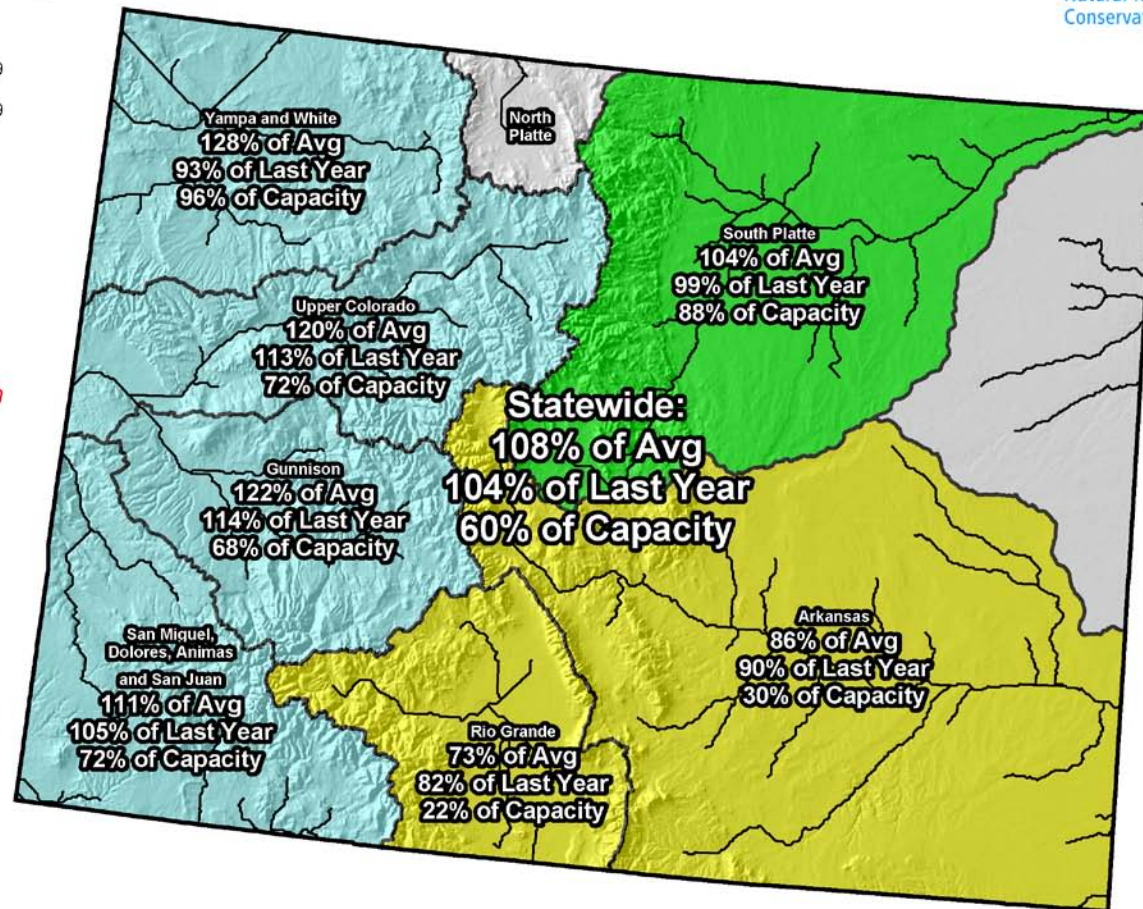 Conserva
North
Platte
Yampa and White
128% of Avg
93% of Last Year
96% of Capacity
South Platte
104% of Avg
99% of Last Year
88% of Capacity
Upper Colorado
120% of Avg
113% of Last Year
72% of Capacity
Statewide:
108% of Avg
104% of Last Year
60% of Capacity
Gunnison
122% of Avg
114% of Last Year
68% of Capacity
San Miguel,
Dolores, Animas
and San Juan
111% of Avg
105% of Last Year
72% of Capacity
Arkansas
86% of Avg
90% of Last Year
30% of Capacity
Rio Grande
73% of Avg
82% of Last Year
22% of Capacity